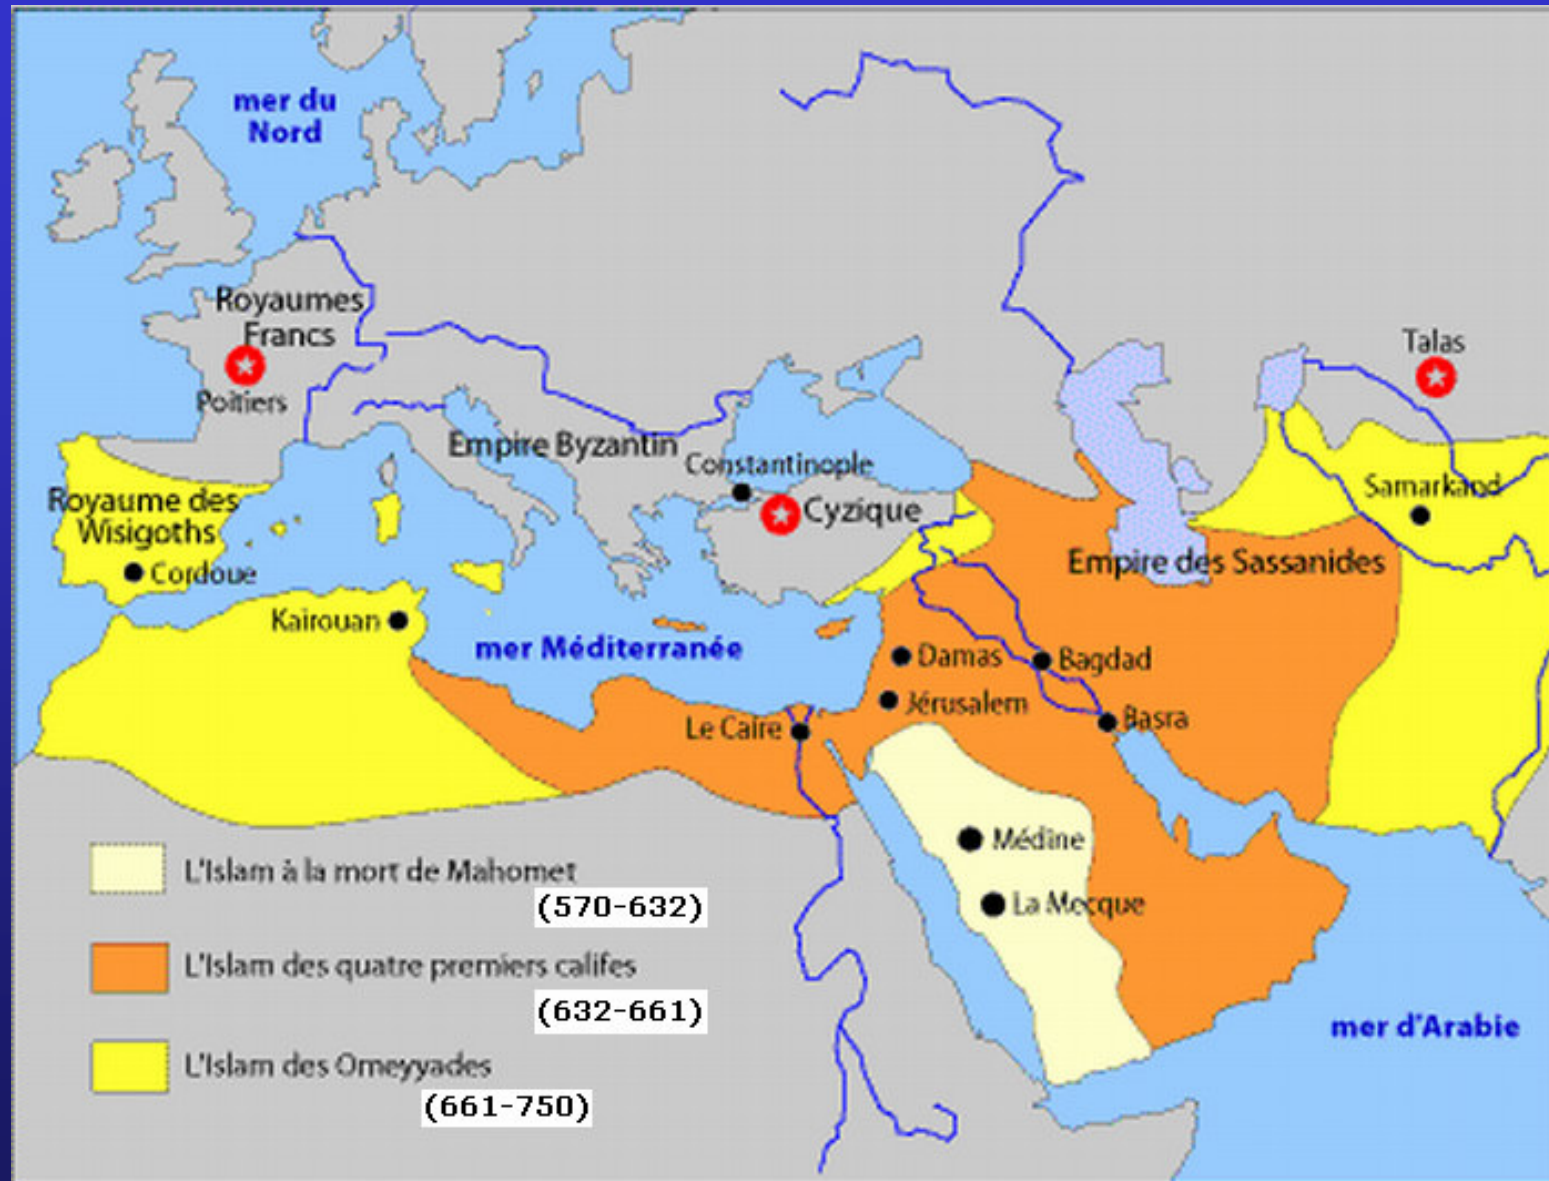 mer du
Nord
Royaumes
Francs
Poitiers
Talas
Empire Byzantin
Constantinople
Cyzique
Samarkand
Royaume des
Wisigoths
Cordoue
Empire des Sassanides
Kairouan
mer Méditerranée
Damas
Bagdad
Jérusalem
Basra
Le Caire
Médine
La Mecque
mer d'Arabie
L'Islam à la mort de Mahomet
(570-632)
L'Islam des quatre premiers califes
(632-661)
L'Islam des Omeyyades
(661-750)